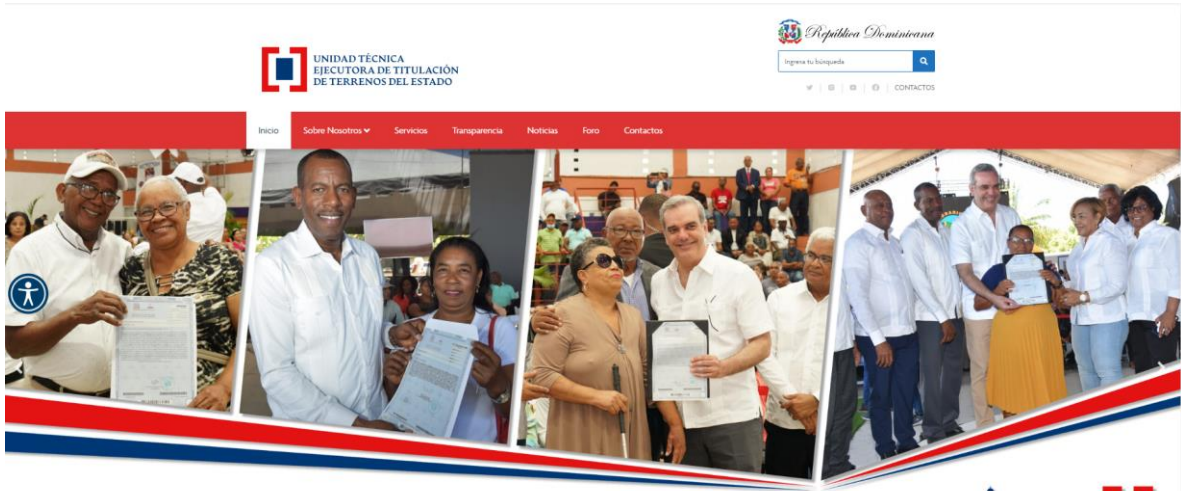 República Dominicana
UNIDAD TÉCNICA
EJECUTORA DE TITULACIÓN
DE TERRENOS DEL ESTADO
Ingresa tu búsqueda
CONTACTOS
Inicio Sobre Nosotros Servicios Transparencia Noticias Foro Contactos